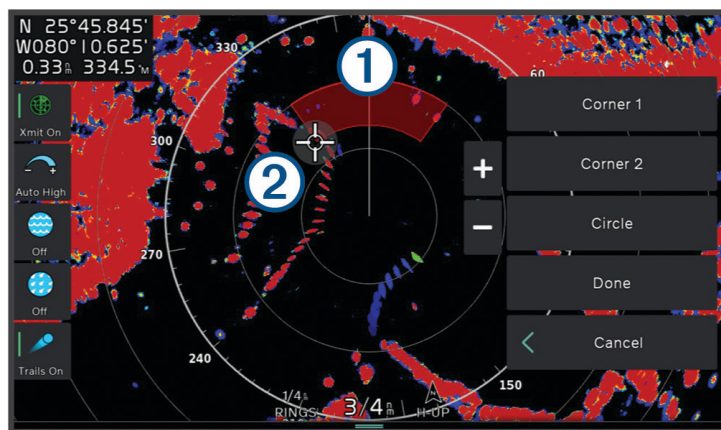 N 25°45.845'
W080°10.625'
0.33 334.5°M
Xmit On
Auto High
Off
Off
Trails On
330
300
270
240
60
150
1
2
+
−
Corner 1
Corner 2
Circle
Done
Cancel
1/4
RINGS
3/4
H-UP